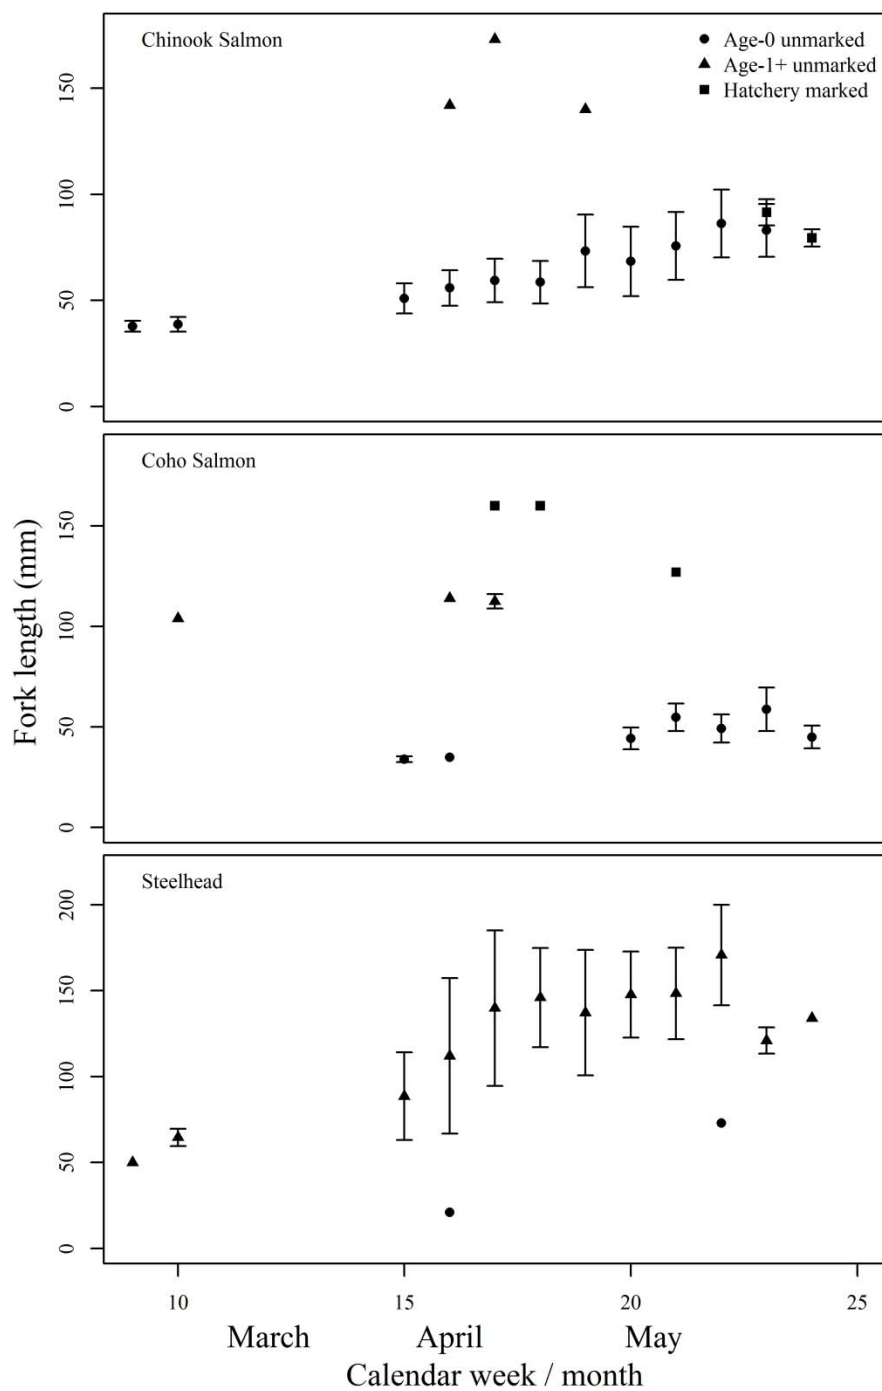 Chinook Salmon
Age-0 unmarked
Age-1+ unmarked
Hatchery marked
150
100
50
0
Coho Salmon
150
100
50
0
Fork length (mm)
Steelhead
200
150
100
50
0
10 15 20 25
March April May
Calendar week / month